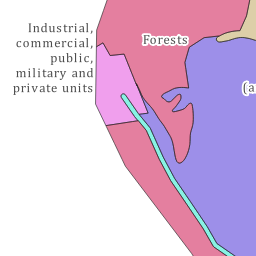 Industrial,
commercial,
public,
military and
private units
Forests
(a